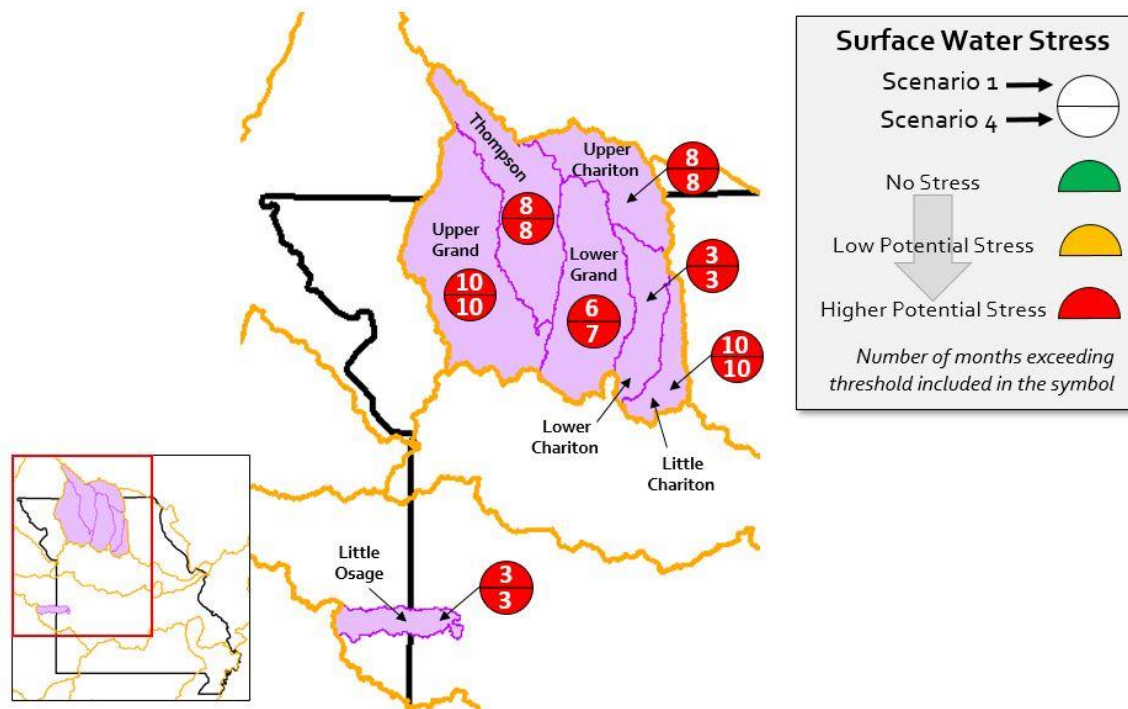 Surface Water Stress
Scenario 1
Scenario 4
No Stress
Low Potential Stress
Higher Potential Stress
Number of months exceeding
threshold included in the symbol
Thompson
8
8
Upper
Chariton
8
8
Upper
Grand
10
10
Lower
Grand
6
7
3
3
10
10
Lower
Chariton
Little
Chariton
Little
Osage
3
3